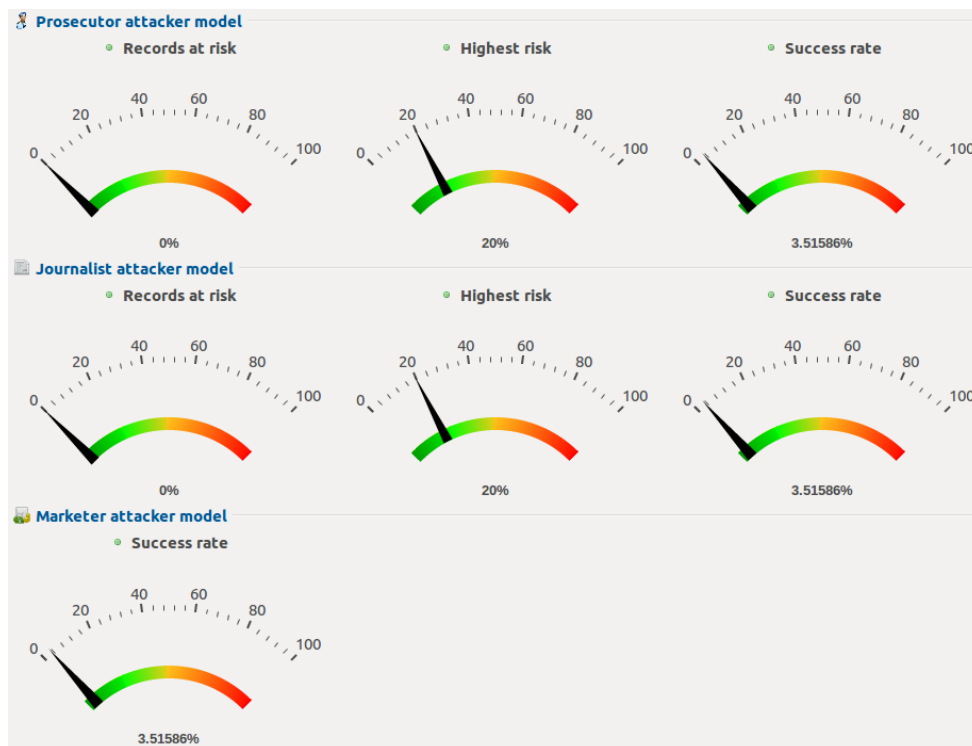 Prosecutor attacker model
Records at risk
Highest risk
Success rate
0 20 40 60 80 100
0 20 40 60 80 100
0 20 40 60 80 100
0%
20%
3.51586%
Journalist attacker model
Records at risk
Highest risk
Success rate
0 20 40 60 80 100
0 20 40 60 80 100
0 20 40 60 80 100
0%
20%
3.51586%
Marketer attacker model
Success rate
0 20 40 60 80 100
3.51586%